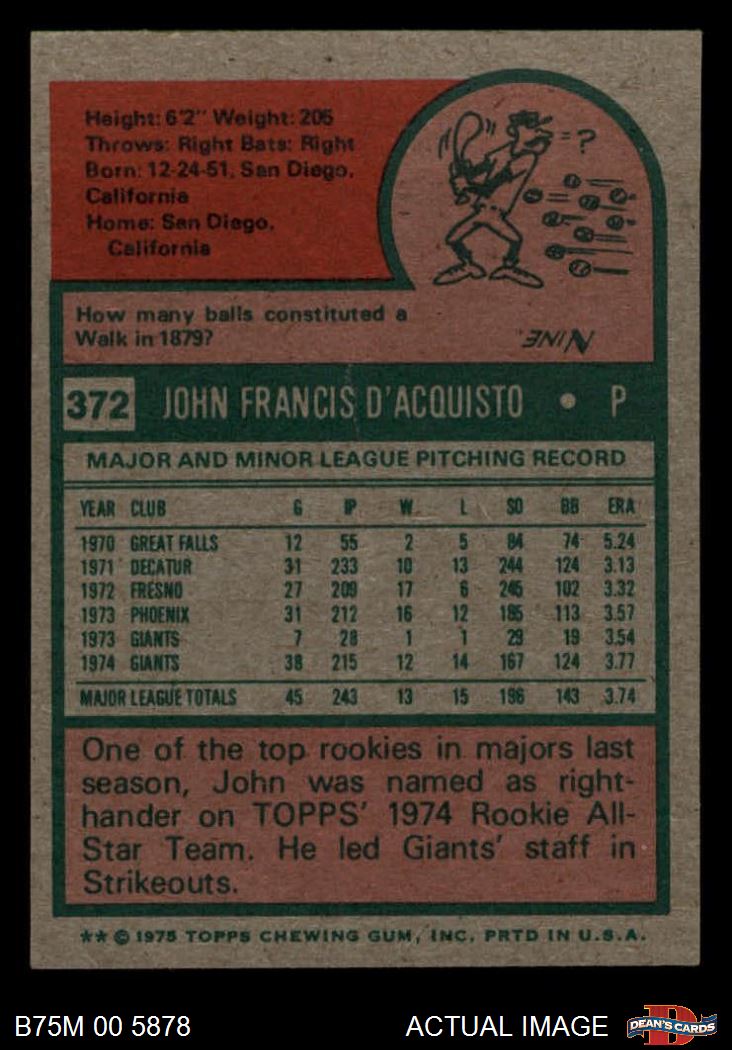 Height: 6'2" Weight: 205
Throws: Right Bats: Right
Born: 12-24-51, San Diego,
California
Home: San Diego,
California
= ?
How many balls constituted a
Walk in 1879?
NINE.
372 JOHN FRANCIS D'ACQUISTO • P
MAJOR AND MINOR LEAGUE PITCHING RECORD
YEAR CLUB G IP W L SO BB ERA
1970 GREAT FALLS 12 55 2 5 84 74 5.24
1971 DECATUR 31 233 10 13 244 124 3.13
1972 FRESNO 27 209 17 6 245 102 3.32
1973 PHOENIX 31 212 16 12 185 113 3.57
1973 GIANTS 7 28 1 1 29 19 3.54
1974 GIANTS 38 215 12 14 167 124 3.77
MAJOR LEAGUE TOTALS 45 243 13 15 196 143 3.74
One of the top rookies in majors last
season, John was named as right-
hander on TOPPS' 1974 Rookie All-
Star Team. He led Giants' staff in
Strikeouts.
** © 1975 TOPPS CHEWING GUM, INC. PRTD IN U.S.A.
B75M 00 5878 ACTUAL IMAGE
DEAN'S CARDS